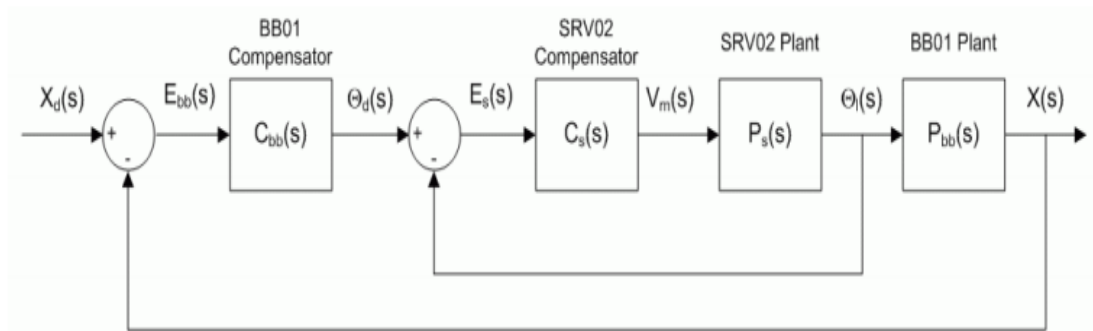 BB01
Compensator
SRV02
Compensator
SRV02 Plant
BB01 Plant
X_d(s)
E_bb(s)
Θ_d(s)
E_s(s)
V_m(s)
Θ_l(s)
X(s)
+
-
C_bb(s)
+
-
C_s(s)
P_s(s)
P_bb(s)